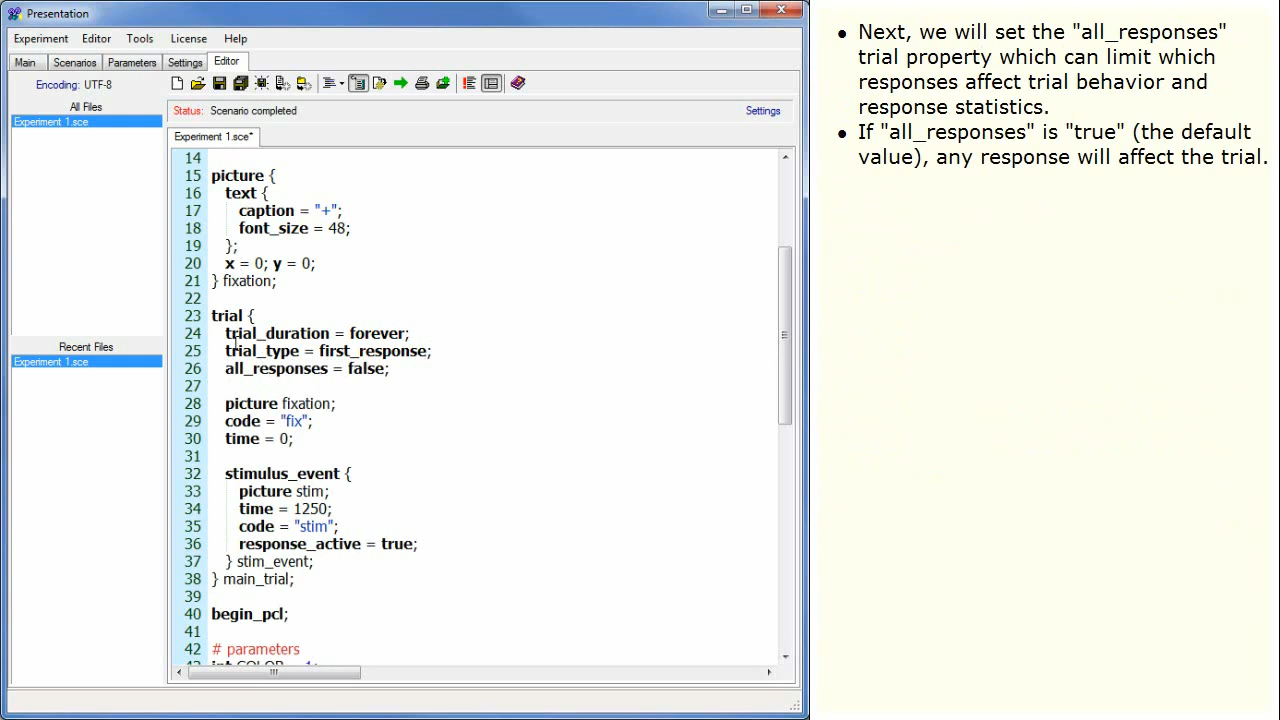 Presentation
Experiment Editor Tools License Help
Main Scenarios Parameters Settings Editor
Encoding: UTF-8
All Files
Experiment 1.sce
Recent Files
Experiment 1.sce
Status: Scenario completed Settings
Experiment 1.sce*
14
15 picture {
16 text {
17 caption = "+";
18 font_size = 48;
19 };
20 x = 0; y = 0;
21 } fixation;
22
23 trial {
24 trial_duration = forever;
25 trial_type = first_response;
26 all_responses = false;
27
28 picture fixation;
29 code = "fix";
30 time = 0;
31
32 stimulus_event {
33 picture stim;
34 time = 1250;
35 code = "stim";
36 response_active = true;
37 } stim_event;
38 } main_trial;
39
40 begin_pcl;
41
42 # parameters
• Next, we will set the "all_responses"
trial property which can limit which
responses affect trial behavior and
response statistics.
• If "all_responses" is "true" (the default
value), any response will affect the trial.